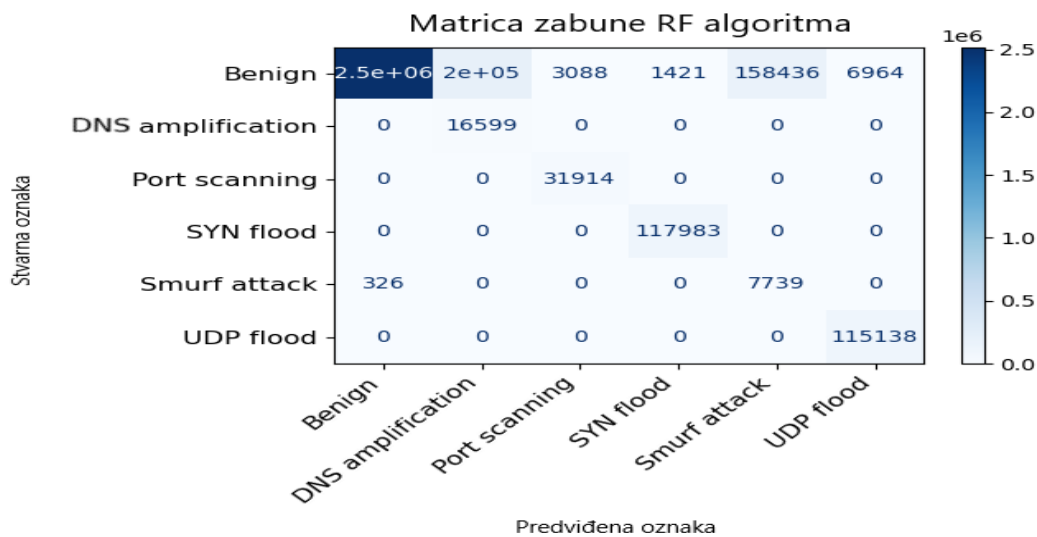 Matrica zabune RF algoritma
1e6
Benign 2.5e+06 2e+05 3088 1421 158436 6964
DNS amplification 0 16599 0 0 0 0
Port scanning 0 0 31914 0 0 0
SYN flood 0 0 0 117983 0 0
Smurf attack 326 0 0 0 7739 0
UDP flood 0 0 0 0 0 115138
Stvarna oznaka
Benign
DNS amplification
Port scanning
SYN flood
Smurf attack
UDP flood
Predviđena oznaka
2.5
2.0
1.5
1.0
0.5
0.0